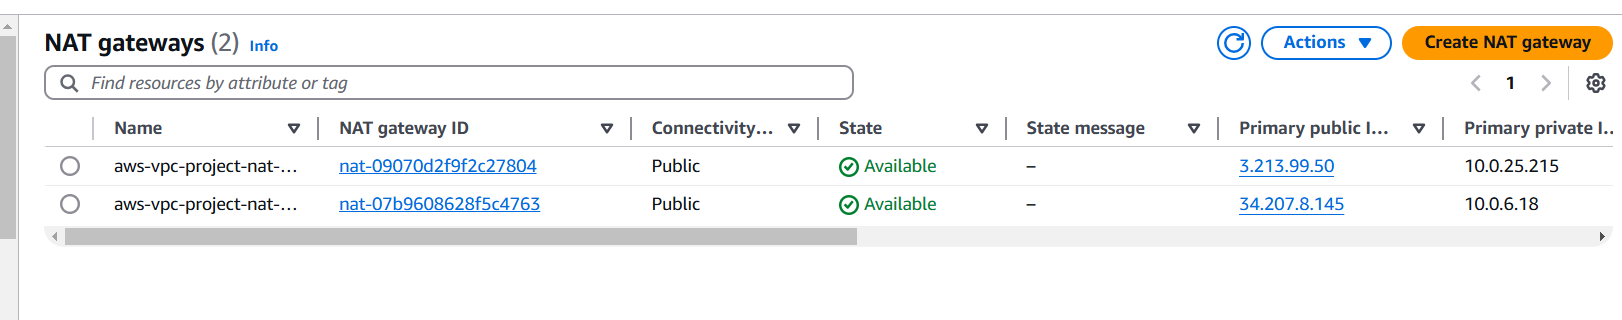 NAT gateways (2) Info Actions Create NAT gateway
Find resources by attribute or tag 1
Name NAT gateway ID Connectivity... State State message Primary public I... Primary private I...
aws-vpc-project-nat-... nat-09070d2f9f2c27804 Public Available – 3.213.99.50 10.0.25.215
aws-vpc-project-nat-... nat-07b9608628f5c4763 Public Available – 34.207.8.145 10.0.6.18